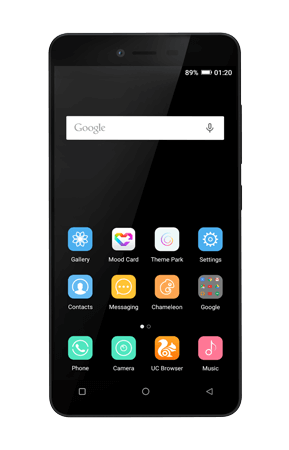 89% 01:20
Google
Gallery Mood Card Theme Park Settings
Contacts Messaging Chameleon Google
Phone Camera UC Browser Music